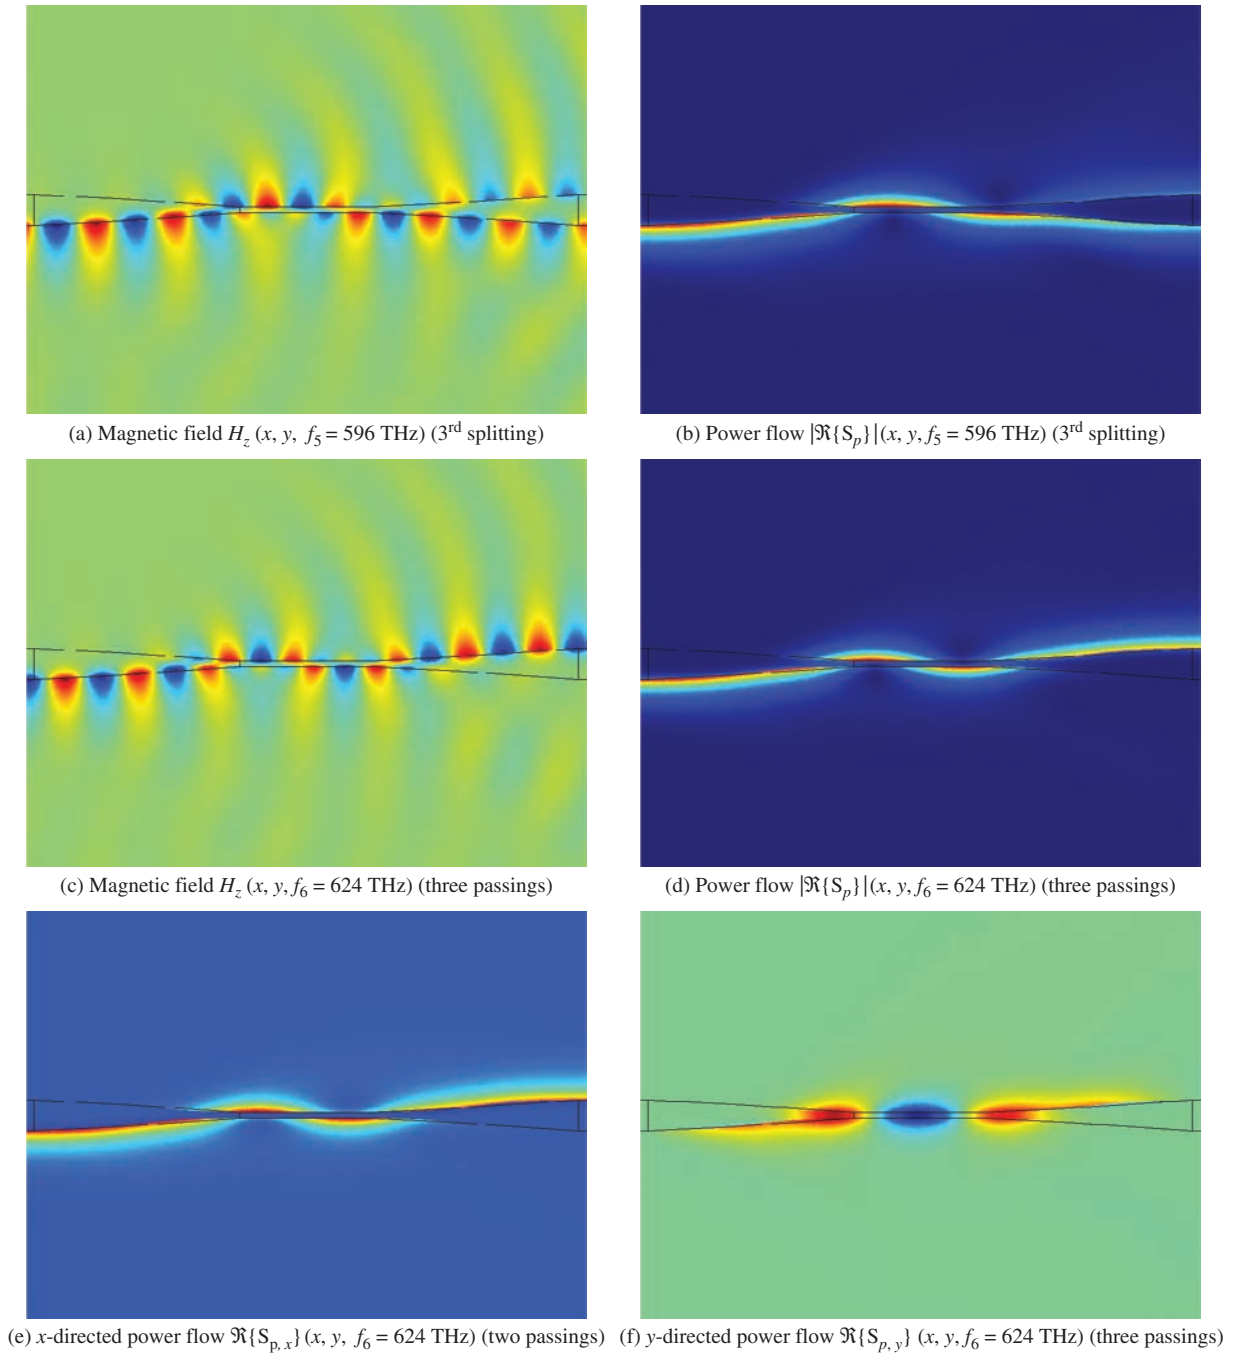 (a) Magnetic field H_z (x, y, f_5 = 596 THz) (3^rd splitting)
(b) Power flow |ℜ{S_p}|(x, y, f_5 = 596 THz) (3^rd splitting)
(c) Magnetic field H_z (x, y, f_6 = 624 THz) (three passings)
(d) Power flow |ℜ{S_p}|(x, y, f_6 = 624 THz) (three passings)
(e) x-directed power flow ℜ{S_p, x} (x, y, f_6 = 624 THz) (two passings)
(f) y-directed power flow ℜ{S_p, y} (x, y, f_6 = 624 THz) (three passings)